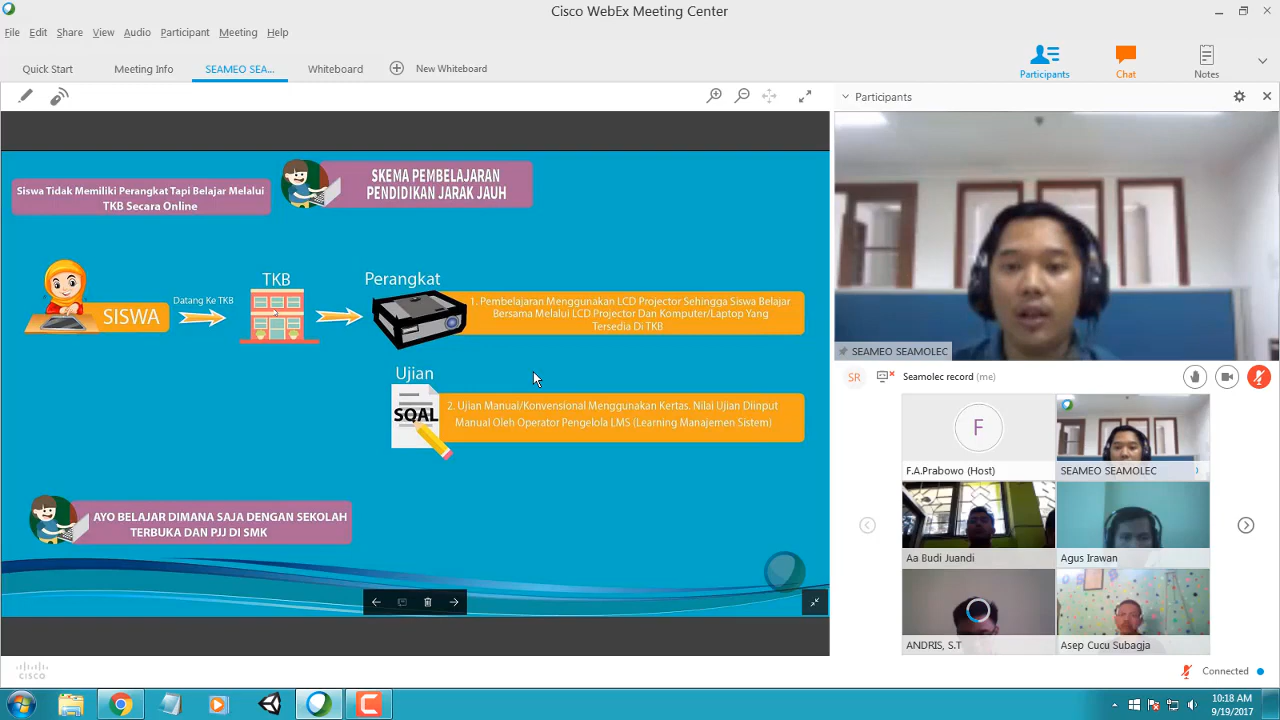 Cisco WebEx Meeting Center
File Edit Share View Audio Participant Meeting Help
Quick Start Meeting Info SEAMEO SEA... Whiteboard New Whiteboard
Participants Chat Notes
Participants
Siswa Tidak Memiliki Perangkat Tapi Belajar Melalui
TKB Secara Online
SKEMA PEMBELAJARAN
PENDIDIKAN JARAK JAUH
SISWA
Datang Ke TKB
TKB
Perangkat
1. Pembelajaran Menggunakan LCD Projector Sehingga Siswa Belajar
Bersama Melalui LCD Projector Dan Komputer/Laptop Yang
Tersedia Di TKB
Ujian
SOAL
2. Ujian Manual/Konvensional Menggunakan Kertas. Nilai Ujian Diinput
Manual Oleh Operator Pengelola LMS (Learning Manajemen Sistem)
AYO BELAJAR DIMANA SAJA DENGAN SEKOLAH
TERBUKA DAN PJJ DI SMK
SEAMEO SEAMOLEC
SR Seamolec record (me)
F
F.A.Prabowo (Host)
SEAMEO SEAMOLEC
Aa Budi Juandi
Agus Irawan
ANDRIS, S.T
Asep Cucu Subagja
CISCO
Connected
10:18 AM
9/19/2017